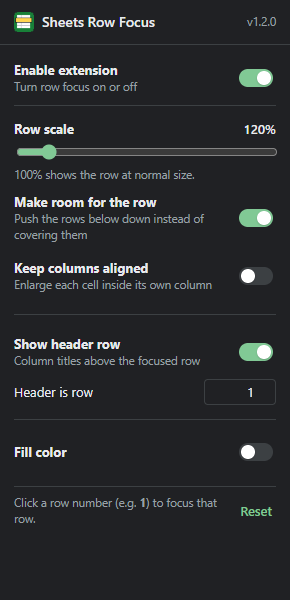 Sheets Row Focus v1.2.0
Enable extension
Turn row focus on or off
Row scale 120%
100% shows the row at normal size.
Make room for the row
Push the rows below down instead of
covering them
Keep columns aligned
Enlarge each cell inside its own column
Show header row
Column titles above the focused row
Header is row 1
Fill color
Click a row number (e.g. 1) to focus that
row.
Reset